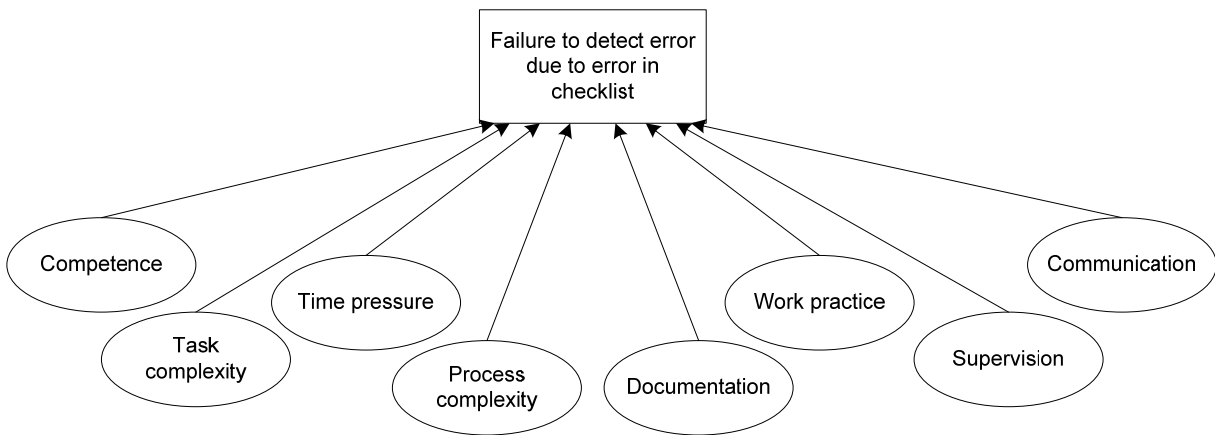 Failure to detect error
due to error in
checklist
Competence
Communication
Time pressure
Work practice
Task
complexity
Supervision
Process
complexity
Documentation